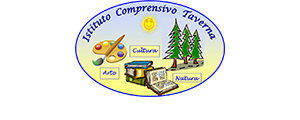 Istituto Comprensivo Taverna
Cultura
Arte
Natura